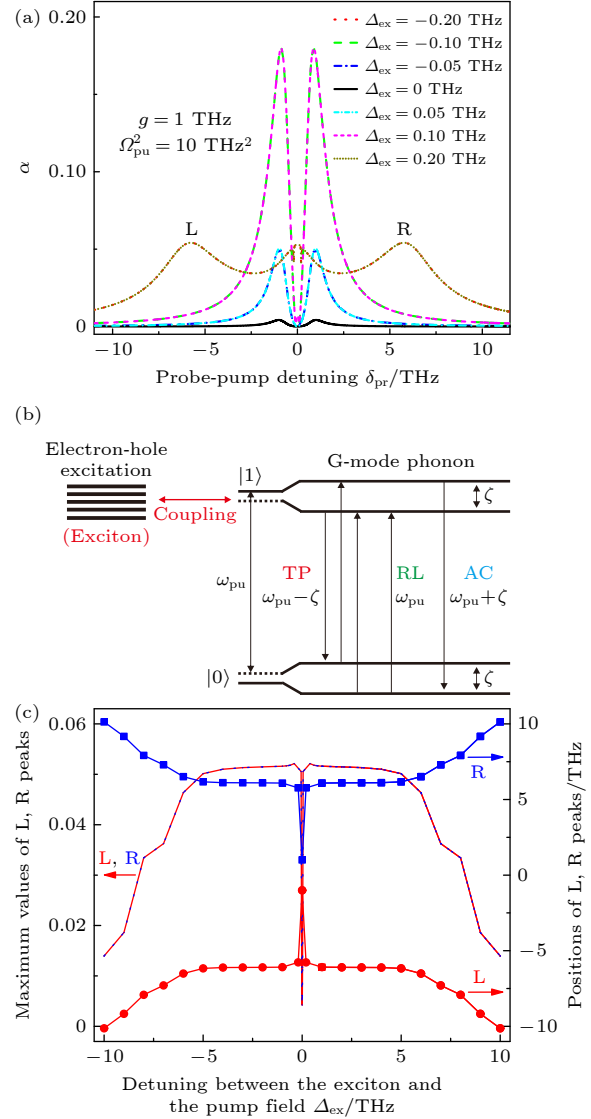 (a)
0.20
0.10
0
α
g = 1 THz
Ω²pu = 10 THz²
Δex = −0.20 THz
Δex = −0.10 THz
Δex = −0.05 THz
Δex = 0 THz
Δex = 0.05 THz
Δex = 0.10 THz
Δex = 0.20 THz
L
R
−10 −5 0 5 10
Probe-pump detuning δpr/THz
(b)
Electron-hole
excitation
(Exciton)
Coupling
|1⟩
G-mode phonon
ζ
ωpu
TP
ωpu−ζ
RL
ωpu
AC
ωpu+ζ
|0⟩
ζ
(c)
0.06
0.04
0.02
0
Maximum values of L, R peaks
10
5
0
−5
−10
Positions of L, R peaks/THz
R
L, R
L
−10 −5 0 5 10
Detuning between the exciton and
the pump field Δex/THz